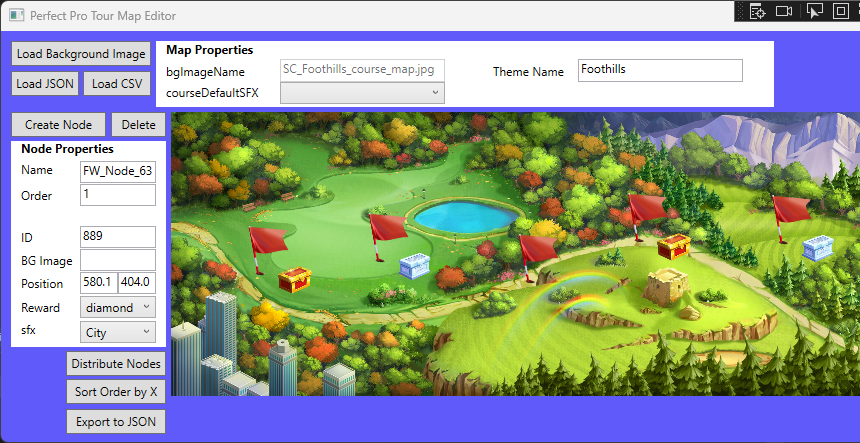 Perfect Pro Tour Map Editor
Load Background Image
Load JSON Load CSV
Map Properties
bgImageName SC_Foothills_course_map.jpg Theme Name Foothills
courseDefaultSFX
Create Node Delete
Node Properties
Name FW_Node_63
Order 1
ID 889
BG Image
Position 580.1 404.0
Reward diamond
sfx City
Distribute Nodes
Sort Order by X
Export to JSON